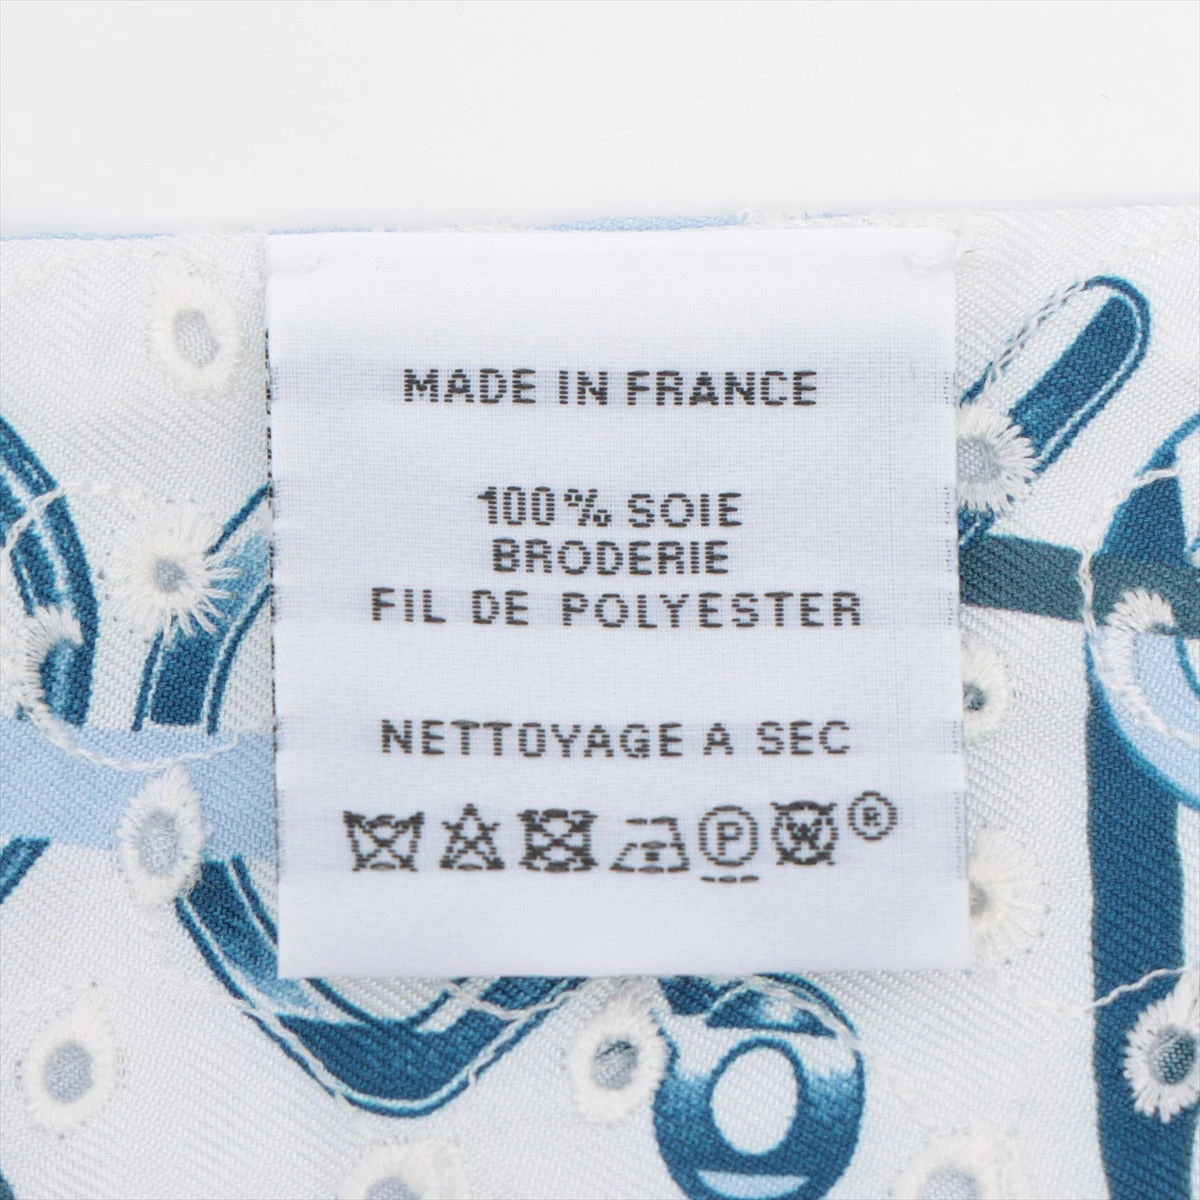 MADE IN FRANCE
100% SOIE
BRODERIE
FIL DE POLYESTER
NETTOYAGE A SEC
P W ®